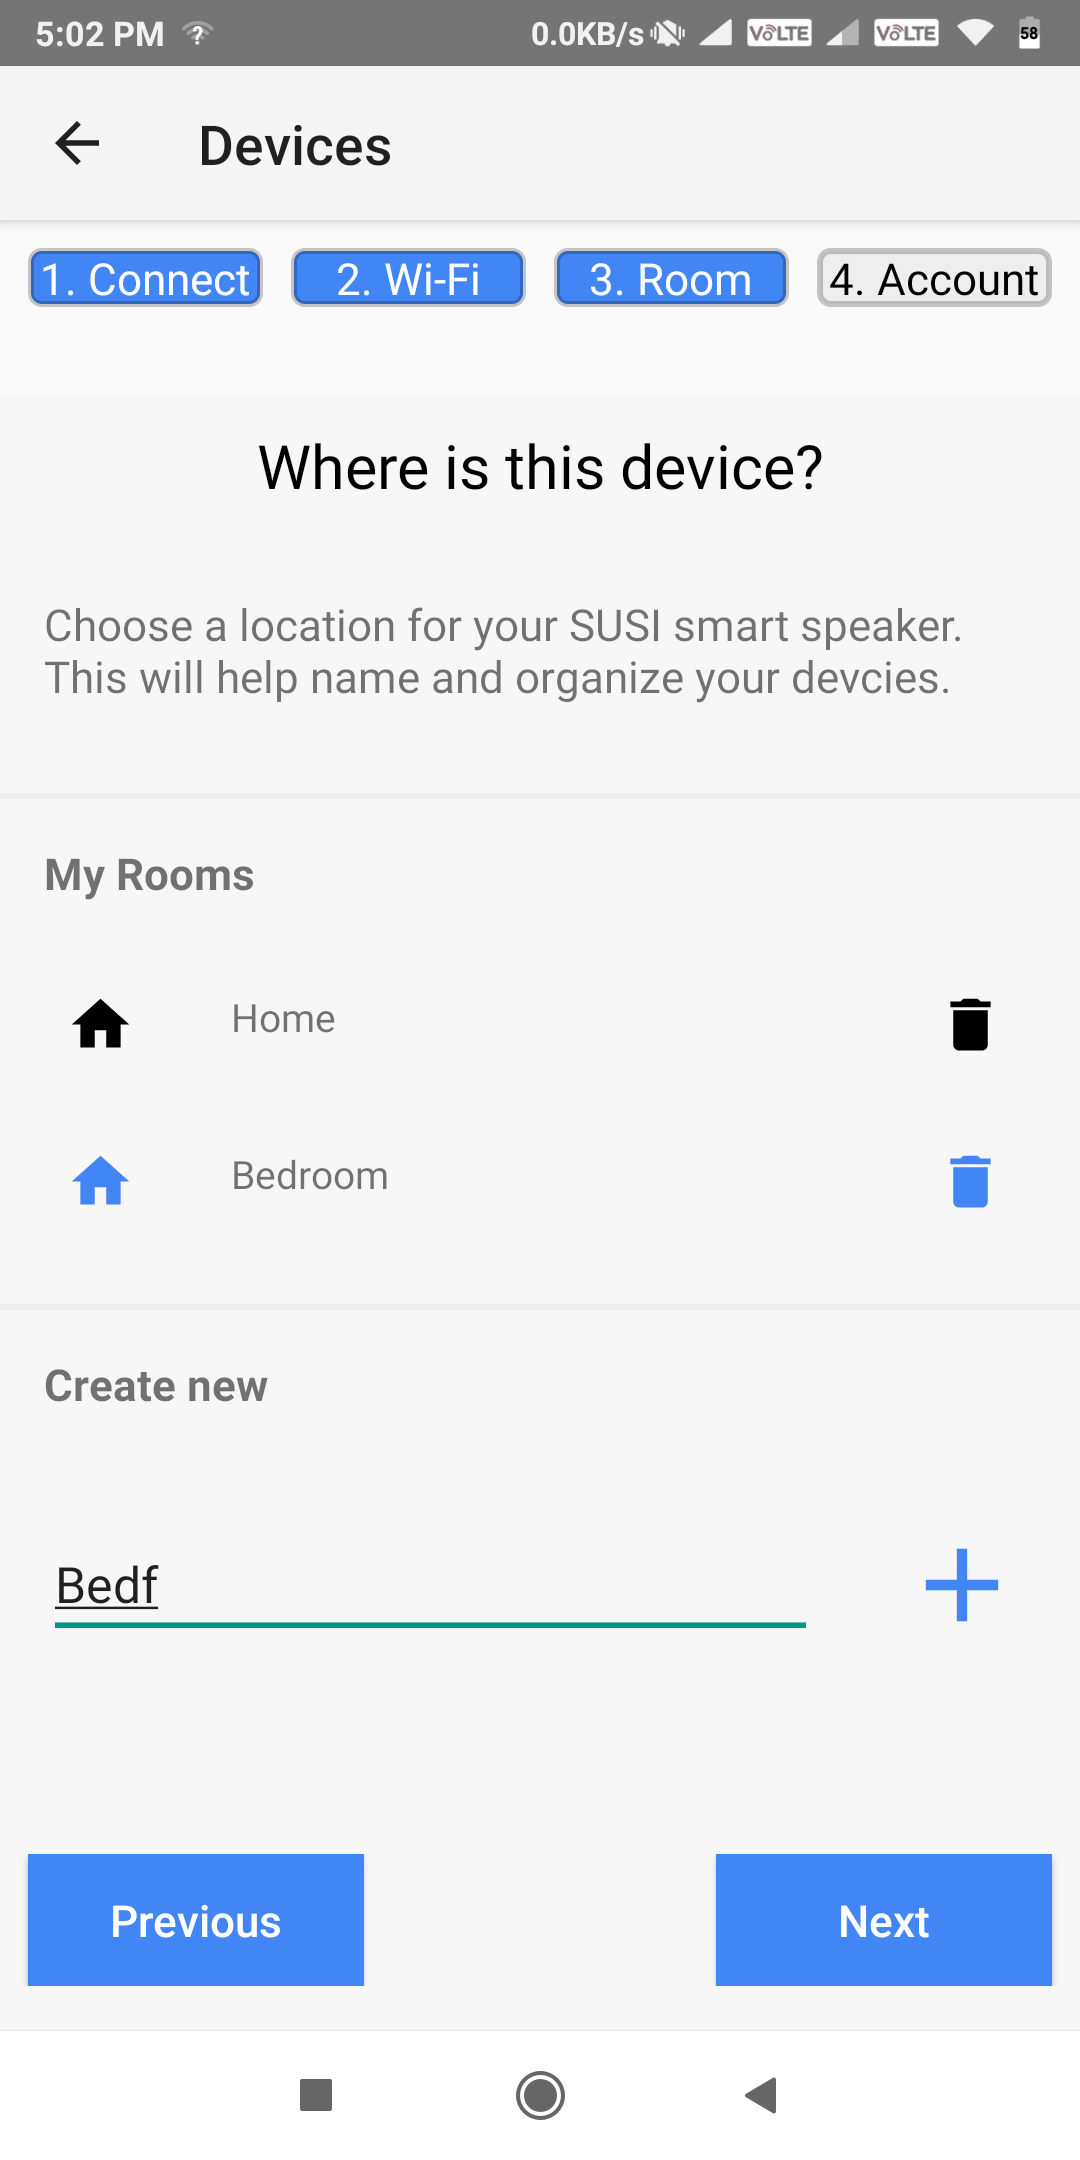 5:02 PM
0.0KB/s VoLTE VoLTE 58
Devices
1. Connect
2. Wi-Fi
3. Room
4. Account
Where is this device?
Choose a location for your SUSI smart speaker.
This will help name and organize your devcies.
My Rooms
Home
Bedroom
Create new
Bedf
Previous
Next